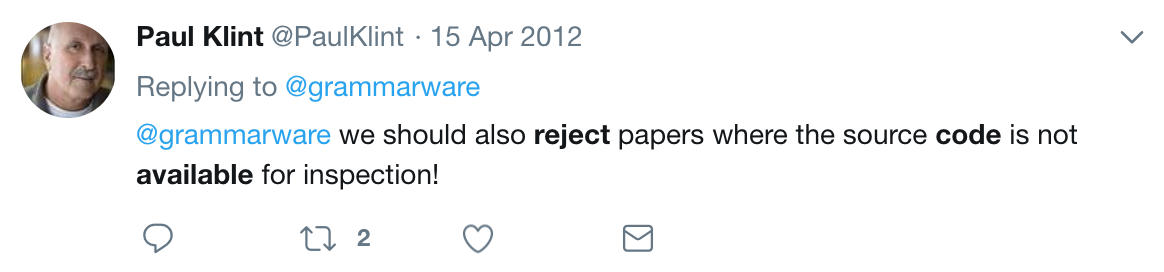 Paul Klint @PaulKlint · 15 Apr 2012
Replying to @grammarware
@grammarware we should also reject papers where the source code is not
available for inspection!
2